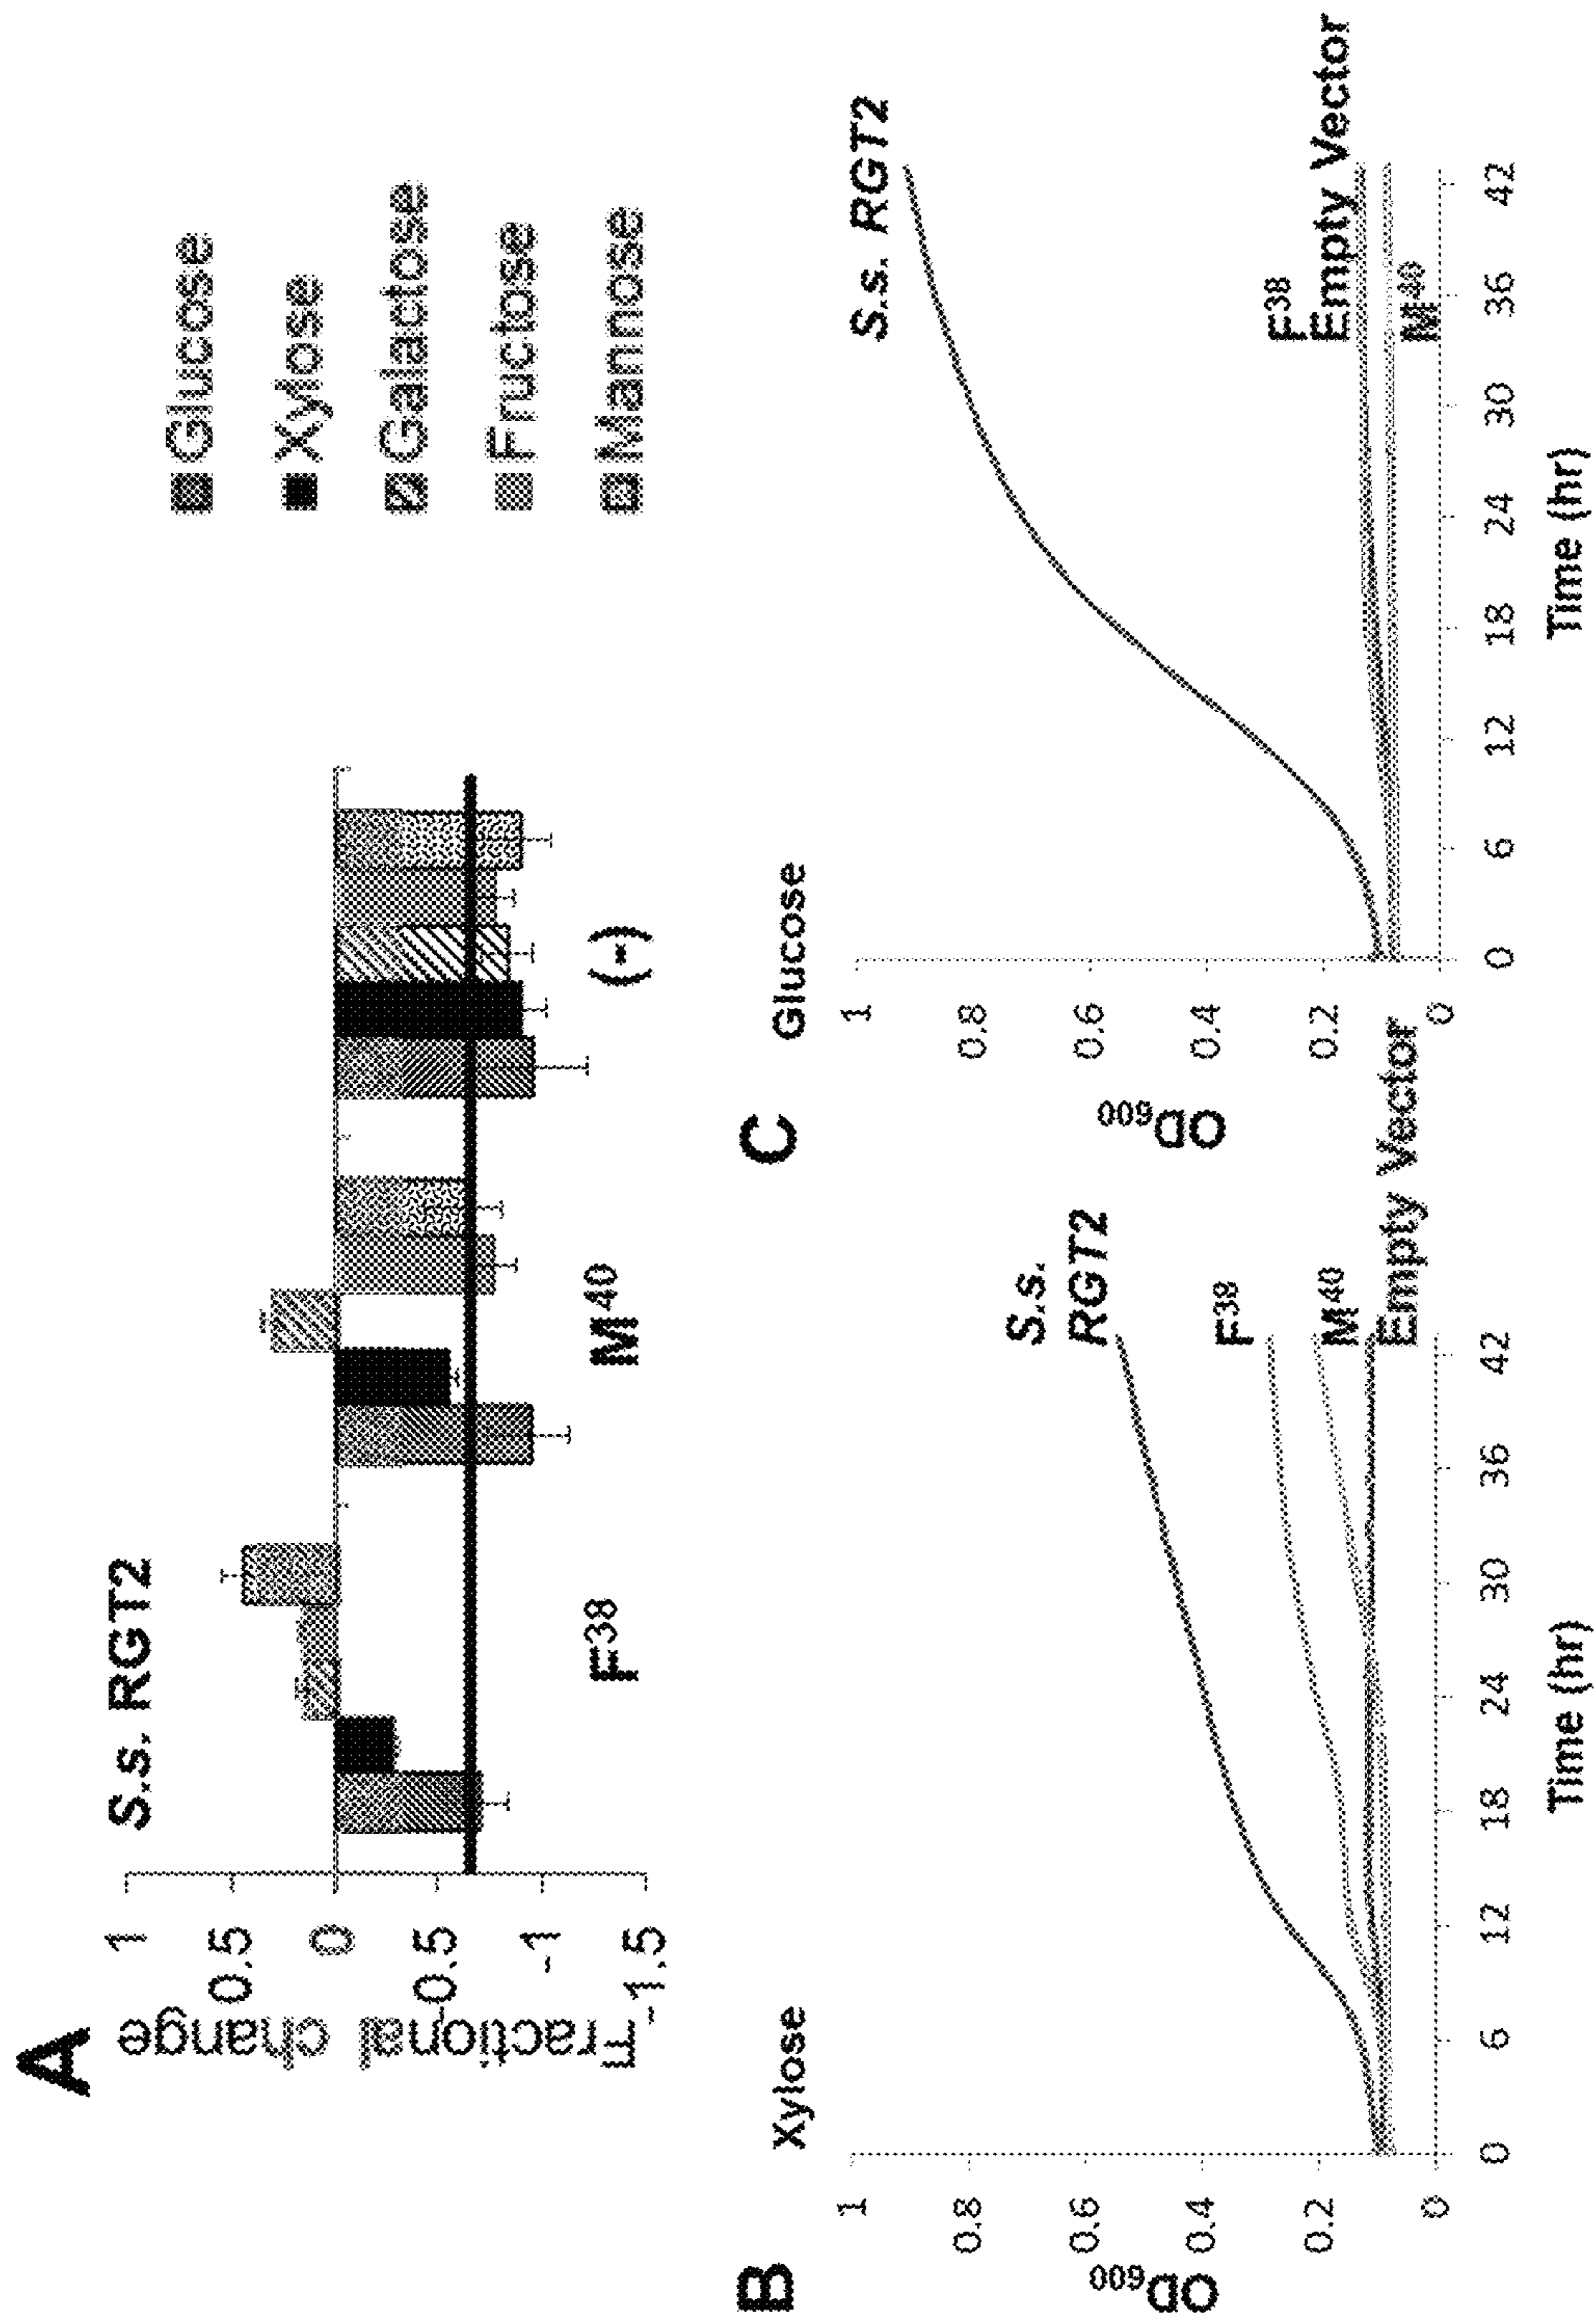 A
S.s. RGT2
Fractional change
1
0.5
0
-0.5
-1
-1.5
F38
M40
(-)
Glucose
Xylose
Galactose
Fructose
Mannose
B
Xylose
OD600
1
0.8
0.6
0.4
0.2
0
S.s.
RGT2
F38
M40
Empty Vector
0 6 12 18 24 30 36 42
Time (hr)
C
Glucose
OD600
1
0.8
0.6
0.4
0.2
0
S.s. RGT2
F38
Empty Vector
M40
0 6 12 18 24 30 36 42
Time (hr)